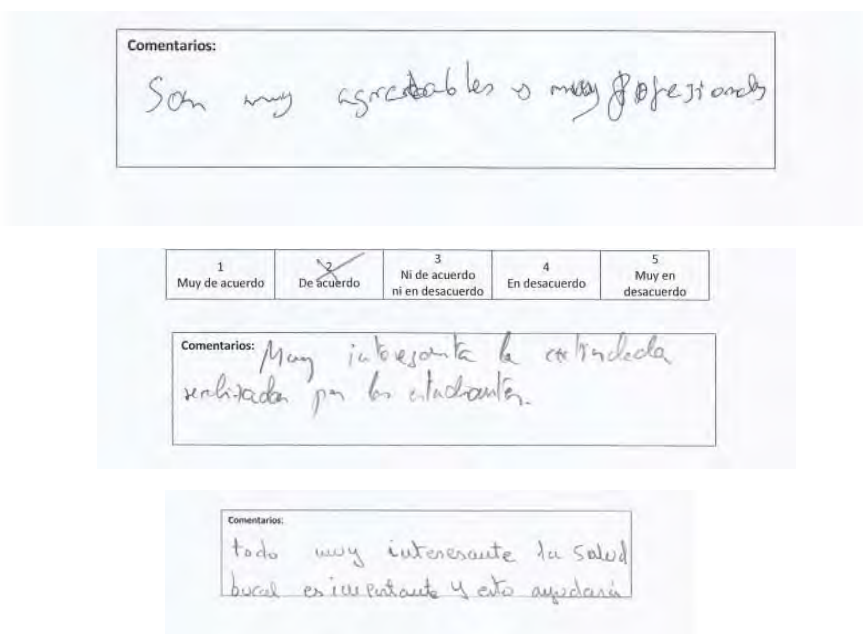 Comentarios:
Son muy agradables y muy profesionales
1
Muy de acuerdo
2
De acuerdo
3
Ni de acuerdo
ni en desacuerdo
4
En desacuerdo
5
Muy en
desacuerdo
Comentarios: Muy interesante la
realizada por los estudiantes.
Comentarios:
todo muy interesante la salud
bucal es importante y esto ayudará